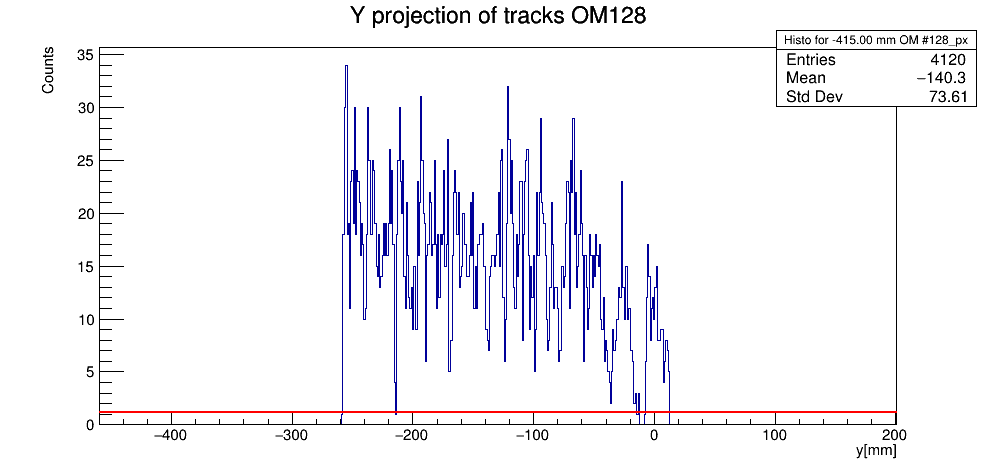 Y projection of tracks OM128
Histo for -415.00 mm OM #128_px
Entries 4120
Mean −140.3
Std Dev 73.61
Counts
35
30
25
20
15
10
5
0
−400 −300 −200 −100 0 100 200
y[mm]